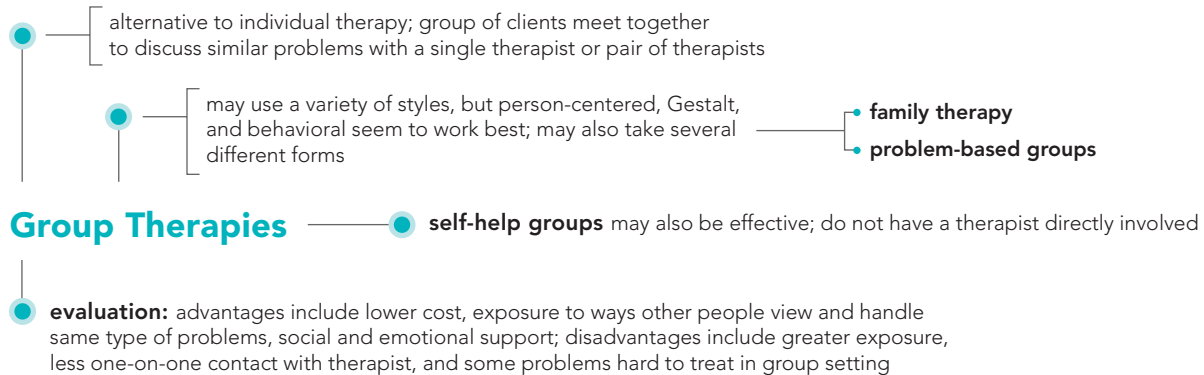 alternative to individual therapy; group of clients meet together
to discuss similar problems with a single therapist or pair of therapists
may use a variety of styles, but person-centered, Gestalt,
and behavioral seem to work best; may also take several
different forms
family therapy
problem-based groups
Group Therapies
self-help groups may also be effective; do not have a therapist directly involved
evaluation: advantages include lower cost, exposure to ways other people view and handle
same type of problems, social and emotional support; disadvantages include greater exposure,
less one-on-one contact with therapist, and some problems hard to treat in group setting